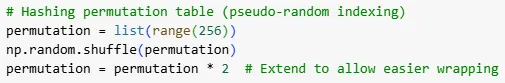 # Hashing permutation table (pseudo-random indexing)
permutation = list(range(256))
np.random.shuffle(permutation)
permutation = permutation * 2  # Extend to allow easier wrapping